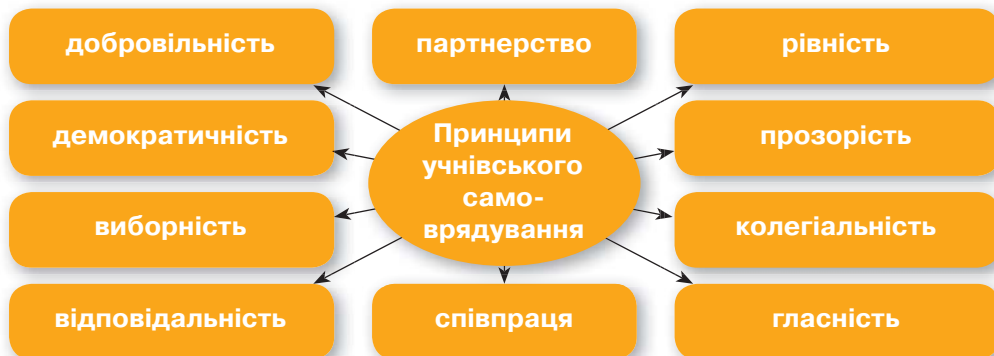 добровільність
партнерство
рівність
демократичність
Принципи
учнівського
само-
врядування
прозорість
виборність
колегіальність
відповідальність
співпраця
гласність